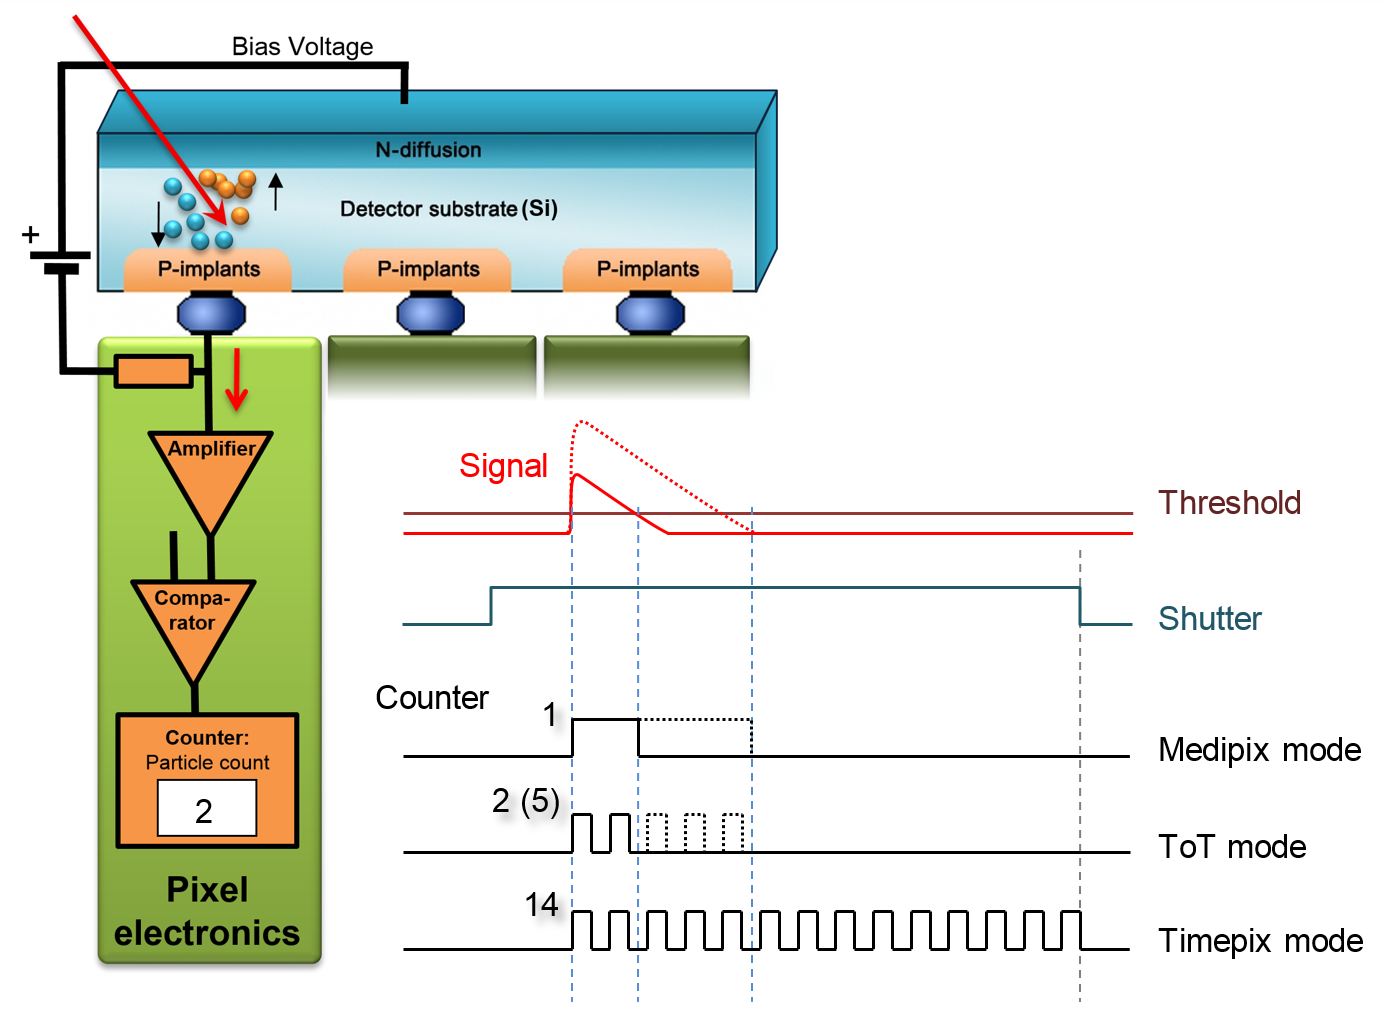 Bias Voltage
N-diffusion
Detector substrate (Si)
+
P-implants P-implants P-implants
Amplifier
Compa-
rator
Counter:
Particle count
2
Pixel
electronics
Signal
Threshold
Shutter
Counter
1
Medipix mode
2 (5)
ToT mode
14
Timepix mode